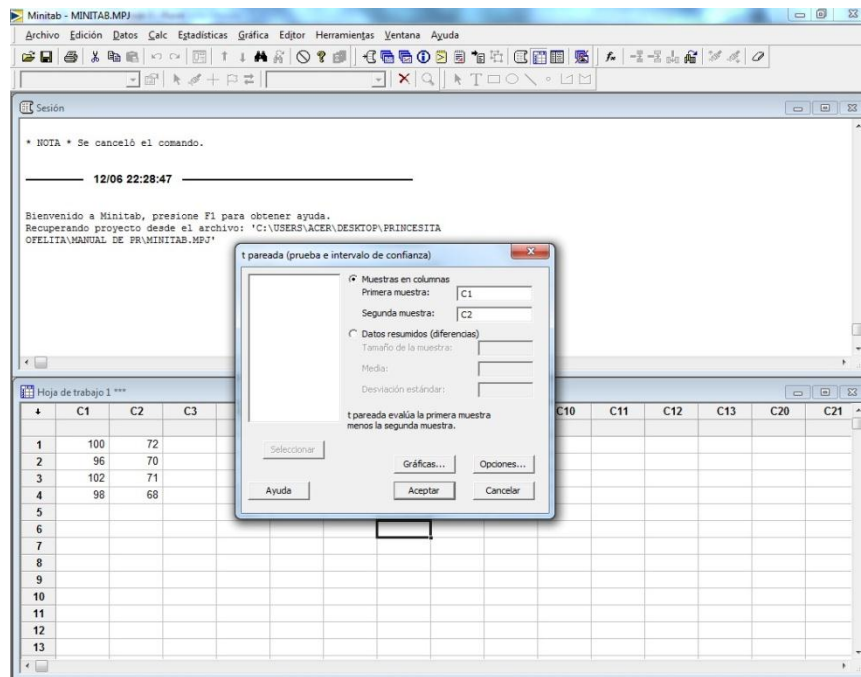 Minitab - MINITAB.MPJ
Archivo Edición Datos Calc Estadísticas Gráfica Editor Herramientas Ventana Ayuda
Sesión
* NOTA * Se canceló el comando.
12/06 22:28:47
Bienvenido a Minitab, presione F1 para obtener ayuda.
Recuperando proyecto desde el archivo: 'C:\USERS\ACER\DESKTOP\PRINCESITA
OFELITA\MANUAL DE PR\MINITAB.MPJ'
t pareada (prueba e intervalo de confianza)
Muestras en columnas
Primera muestra: C1
Segunda muestra: C2
Datos resumidos (diferencias)
Tamaño de la muestra:
Media:
Desviación estándar:
t pareada evalúa la primera muestra
menos la segunda muestra.
Seleccionar
Gráficas... Opciones...
Ayuda Aceptar Cancelar
Hoja de trabajo 1 ***
C1 C2 C3 C10 C11 C12 C13 C20 C21
1 100 72
2 96 70
3 102 71
4 98 68
5
6
7
8
9
10
11
12
13